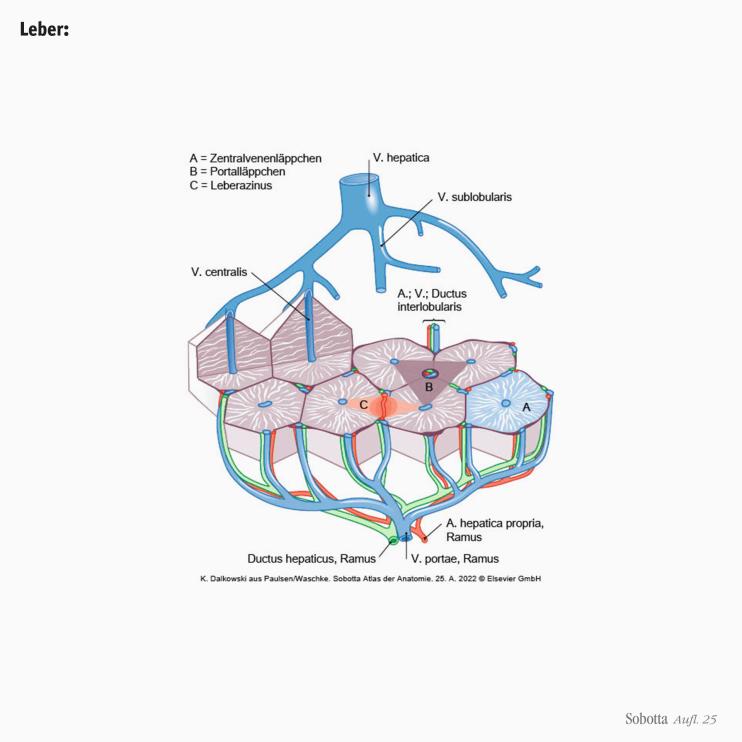 Leber:
A = Zentralvenenläppchen
B = Portalläppchen
C = Leberazinus
V. hepatica
V. sublobularis
V. centralis
A.; V.; Ductus
interlobularis
B
C
A
A. hepatica propria,
Ramus
Ductus hepaticus, Ramus
V. portae, Ramus
K. Dalkowski aus Paulsen/Waschke. Sobotta Atlas der Anatomie. 25. A. 2022 © Elsevier GmbH
Sobotta Aufl. 25